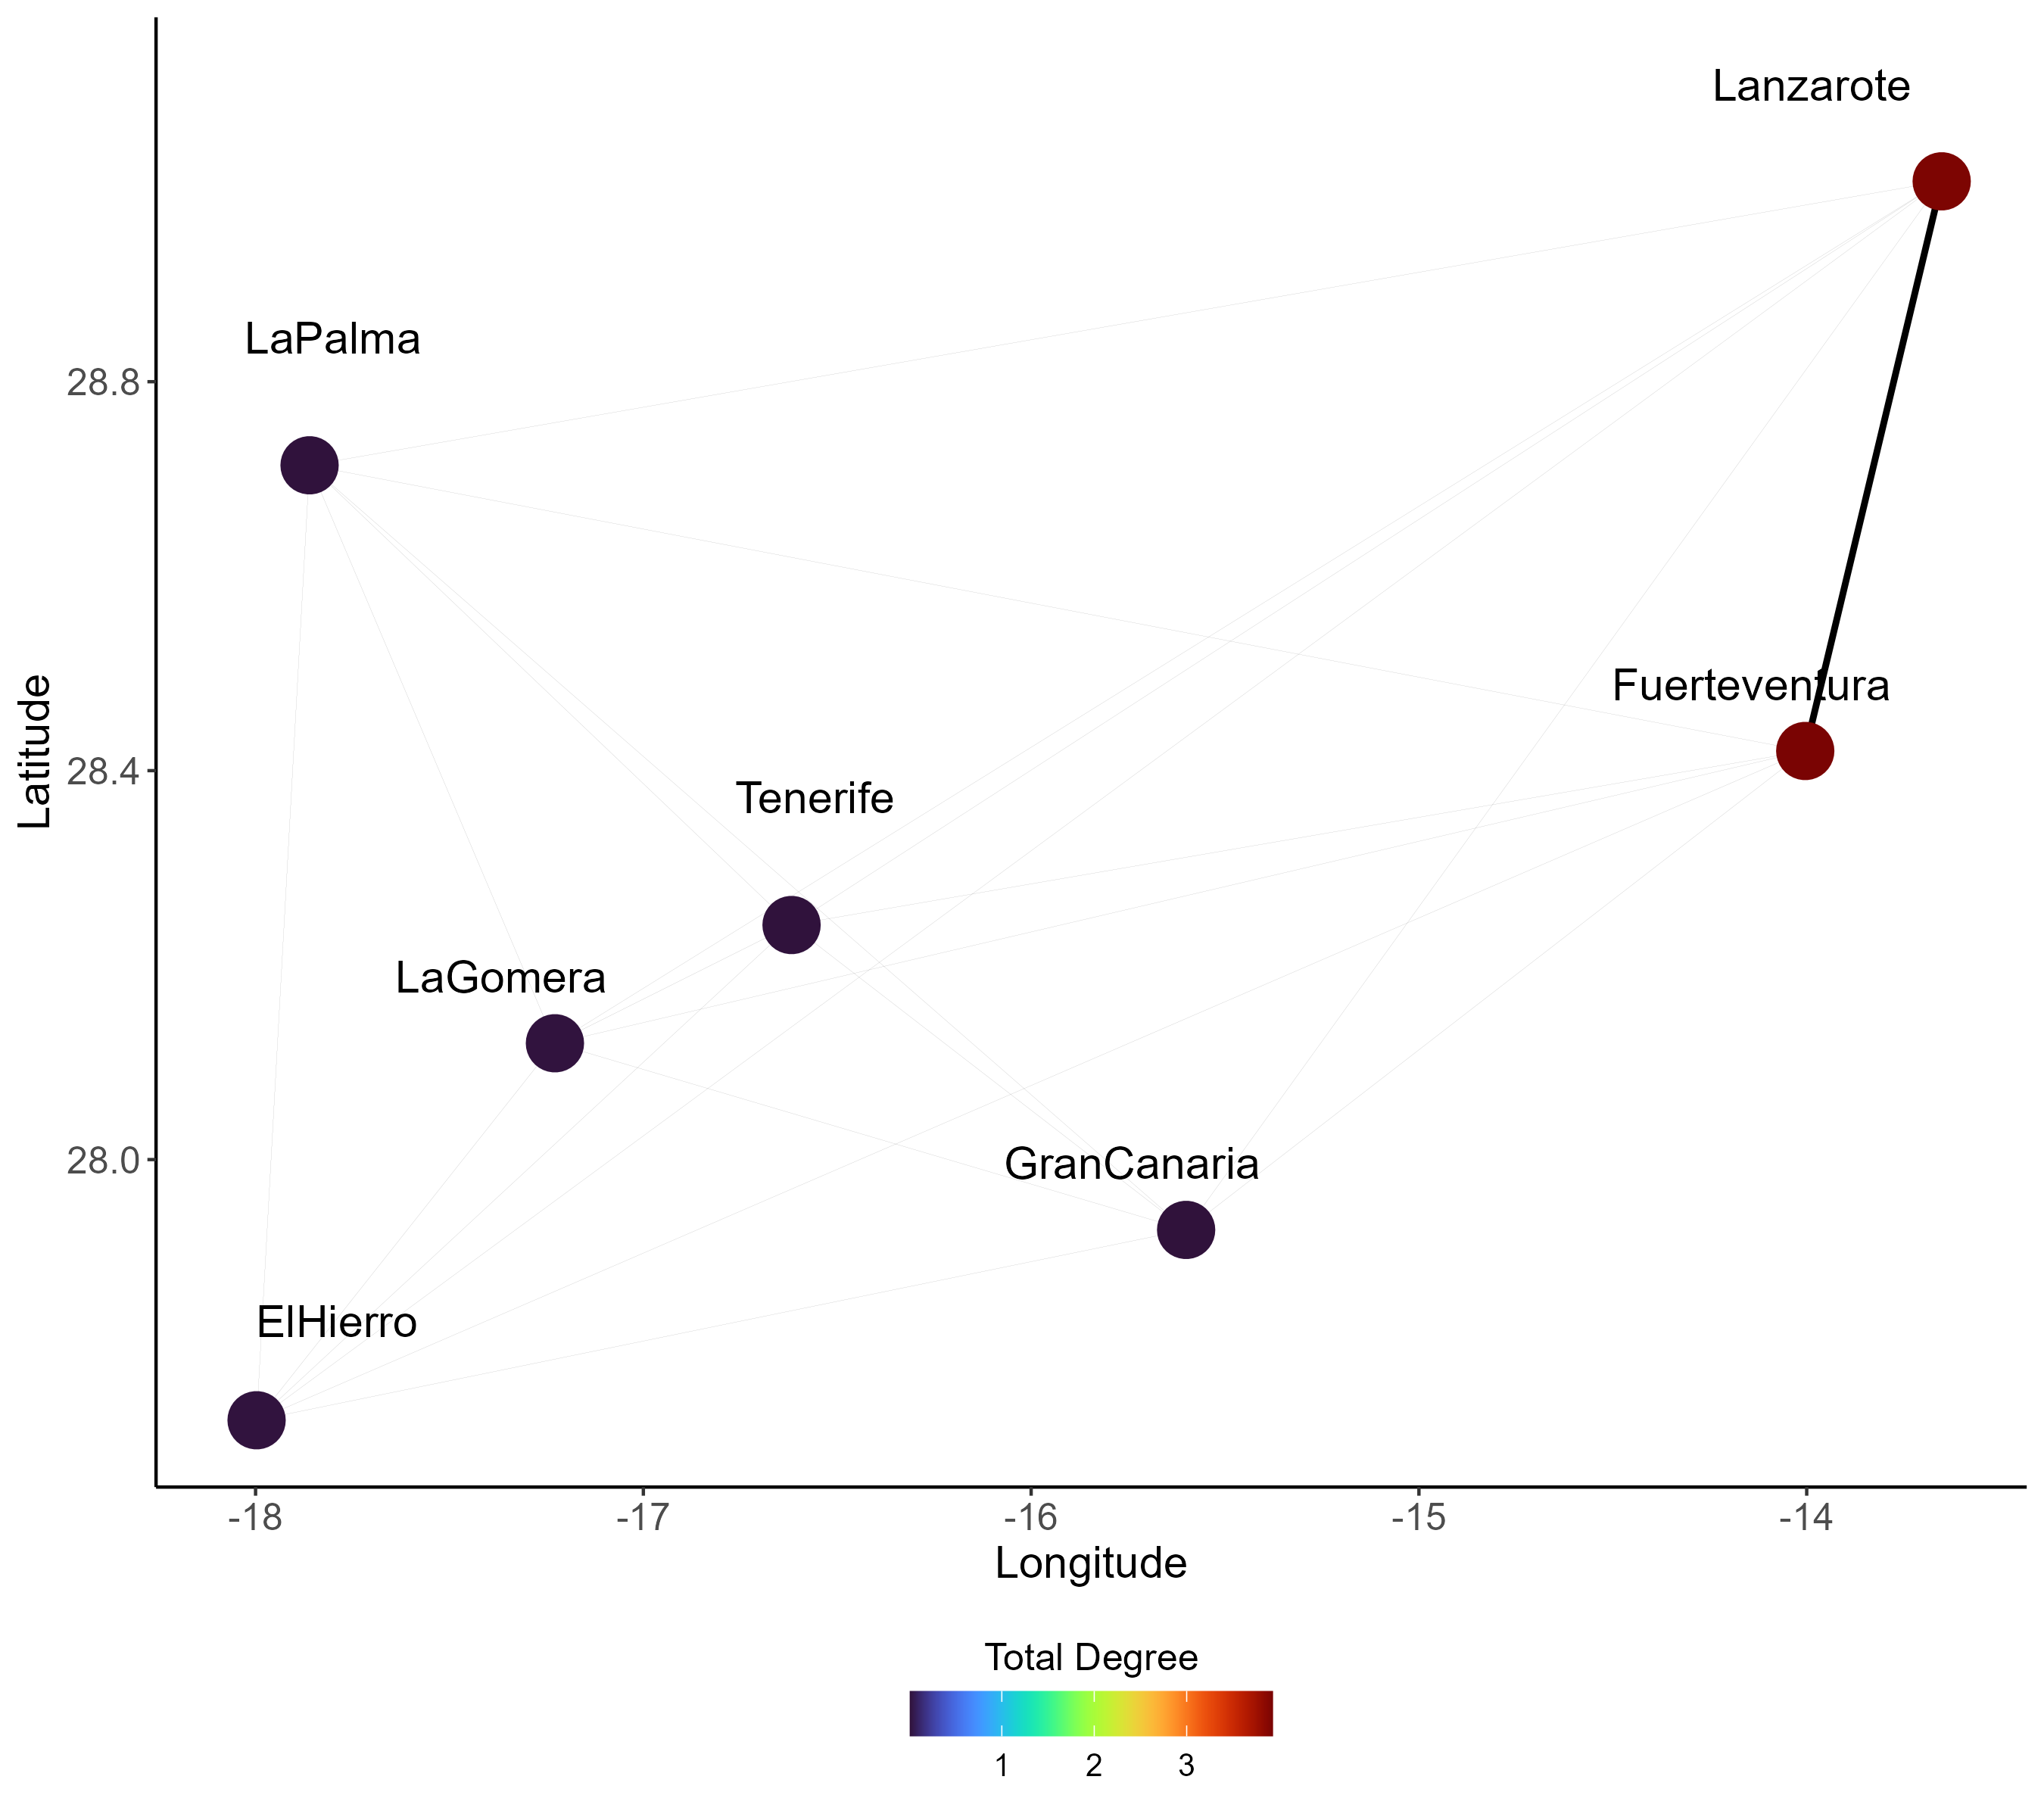 Lanzarote
LaPalma
28.8
Fuerteventura
28.4
Tenerife
Latitude
LaGomera
28.0
GranCanaria
ElHierro
-18 -17 -16 -15 -14
Longitude
Total Degree
1 2 3